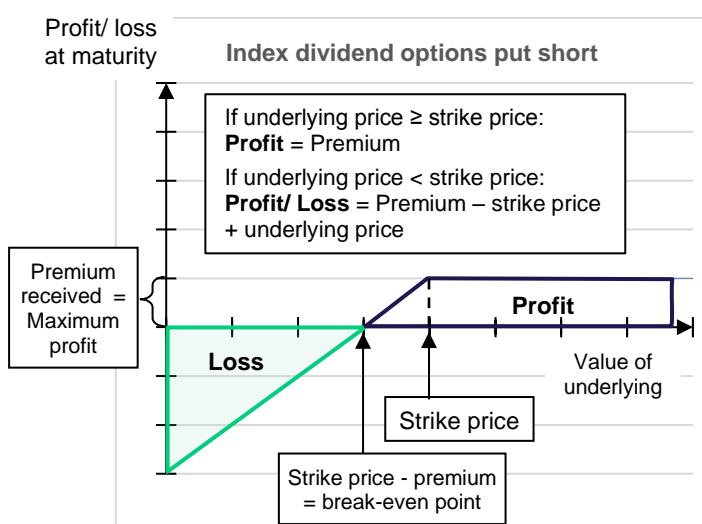 Profit/ loss
at maturity
Index dividend options put short
If underlying price ≥ strike price:
Profit = Premium
If underlying price < strike price:
Profit/ Loss = Premium – strike price
+ underlying price
Premium
received =
Maximum
profit
Profit
Loss
Value of
underlying
Strike price
Strike price - premium
= break-even point